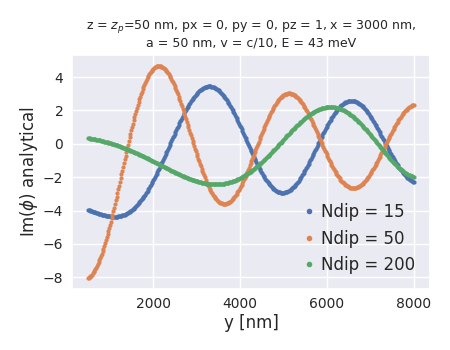 z = z_p=50 nm, px = 0, py = 0, pz = 1, x = 3000 nm,
a = 50 nm, v = c/10, E = 43 meV
Im(ϕ) analytical
4
2
0
−2
−4
−6
−8
Ndip = 15
Ndip = 50
Ndip = 200
2000 4000 6000 8000
y [nm]